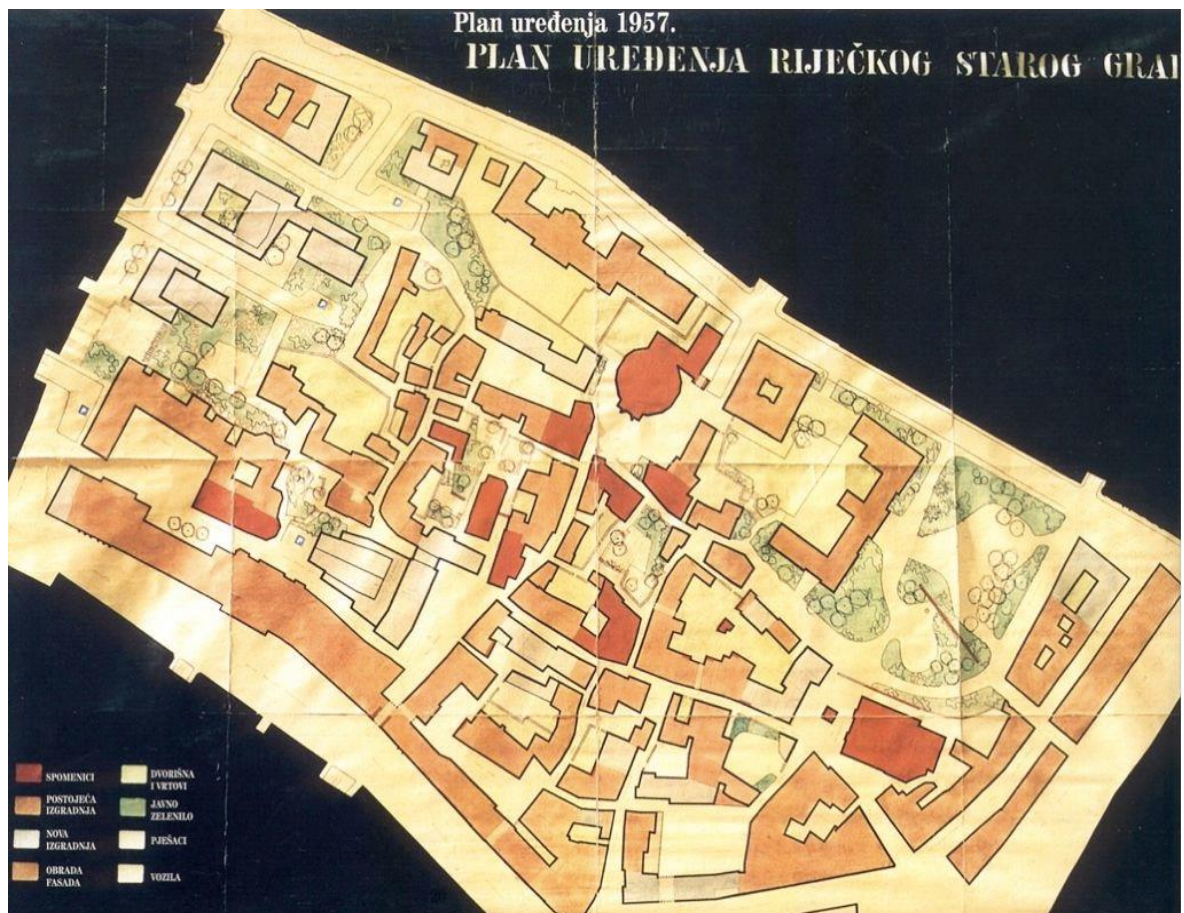 Plan uređenja 1957.
PLAN UREĐENJA RIJEČKOG STAROG GRAD
SPOMENICI
POSTOJEĆA
IZGRADNJA
NOVA
IZGRADNJA
OBRADA
FASADA
DVORIŠNA
I VRTOVI
JAVNO
ZELENILO
PJEŠACI
VOZILA